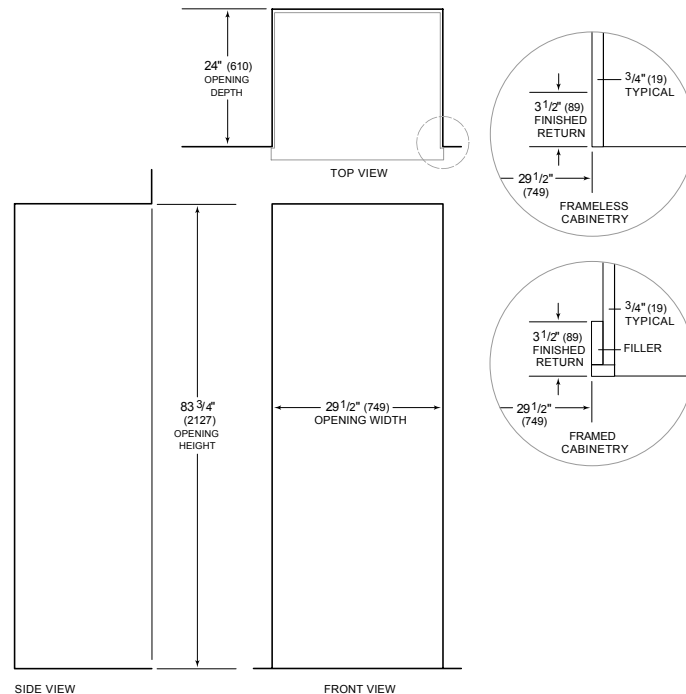 24" (610)
OPENING
DEPTH
TOP VIEW
3/4" (19)
TYPICAL
3 1/2" (89)
FINISHED
RETURN
29 1/2"
(749)
FRAMELESS
CABINETRY
3/4" (19)
TYPICAL
3 1/2" (89)
FINISHED
RETURN
FILLER
29 1/2"
(749)
FRAMED
CABINETRY
83 3/4"
(2127)
OPENING
HEIGHT
29 1/2" (749)
OPENING WIDTH
SIDE VIEW
FRONT VIEW